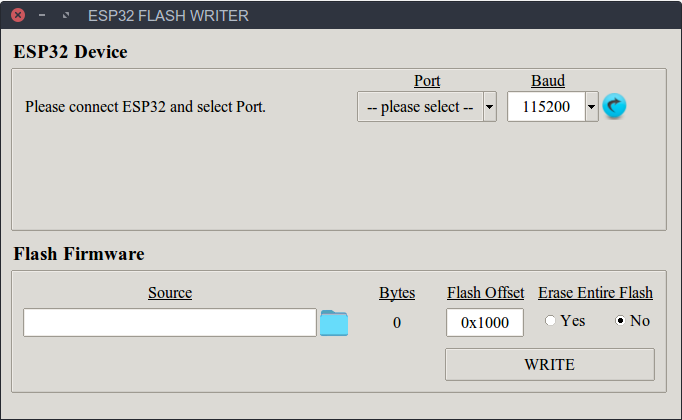 ESP32 FLASH WRITER
ESP32 Device
Port Baud
Please connect ESP32 and select Port. -- please select -- 115200
Flash Firmware
Source Bytes Flash Offset Erase Entire Flash
0 0x1000 Yes No
WRITE